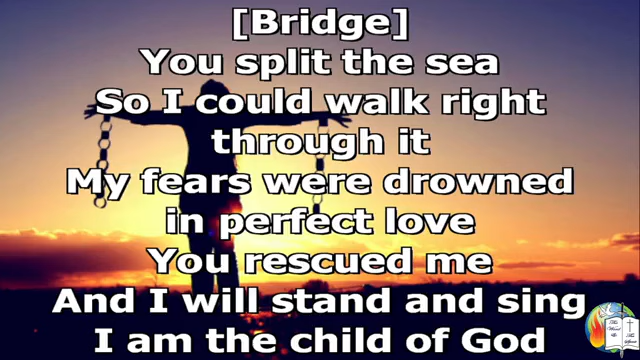 [Bridge]
You split the sea
So I could walk right
through it
My fears were drowned
in perfect love
You rescued me
And I will stand and sing
I am the child of God